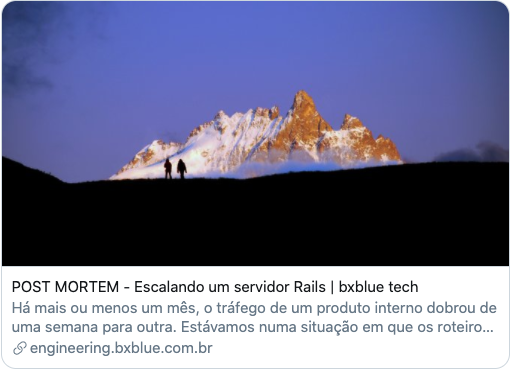 POST MORTEM - Escalando um servidor Rails | bxblue tech
Há mais ou menos um mês, o tráfego de um produto interno dobrou de
uma semana para outra. Estávamos numa situação em que os roteiro...
engineering.bxblue.com.br